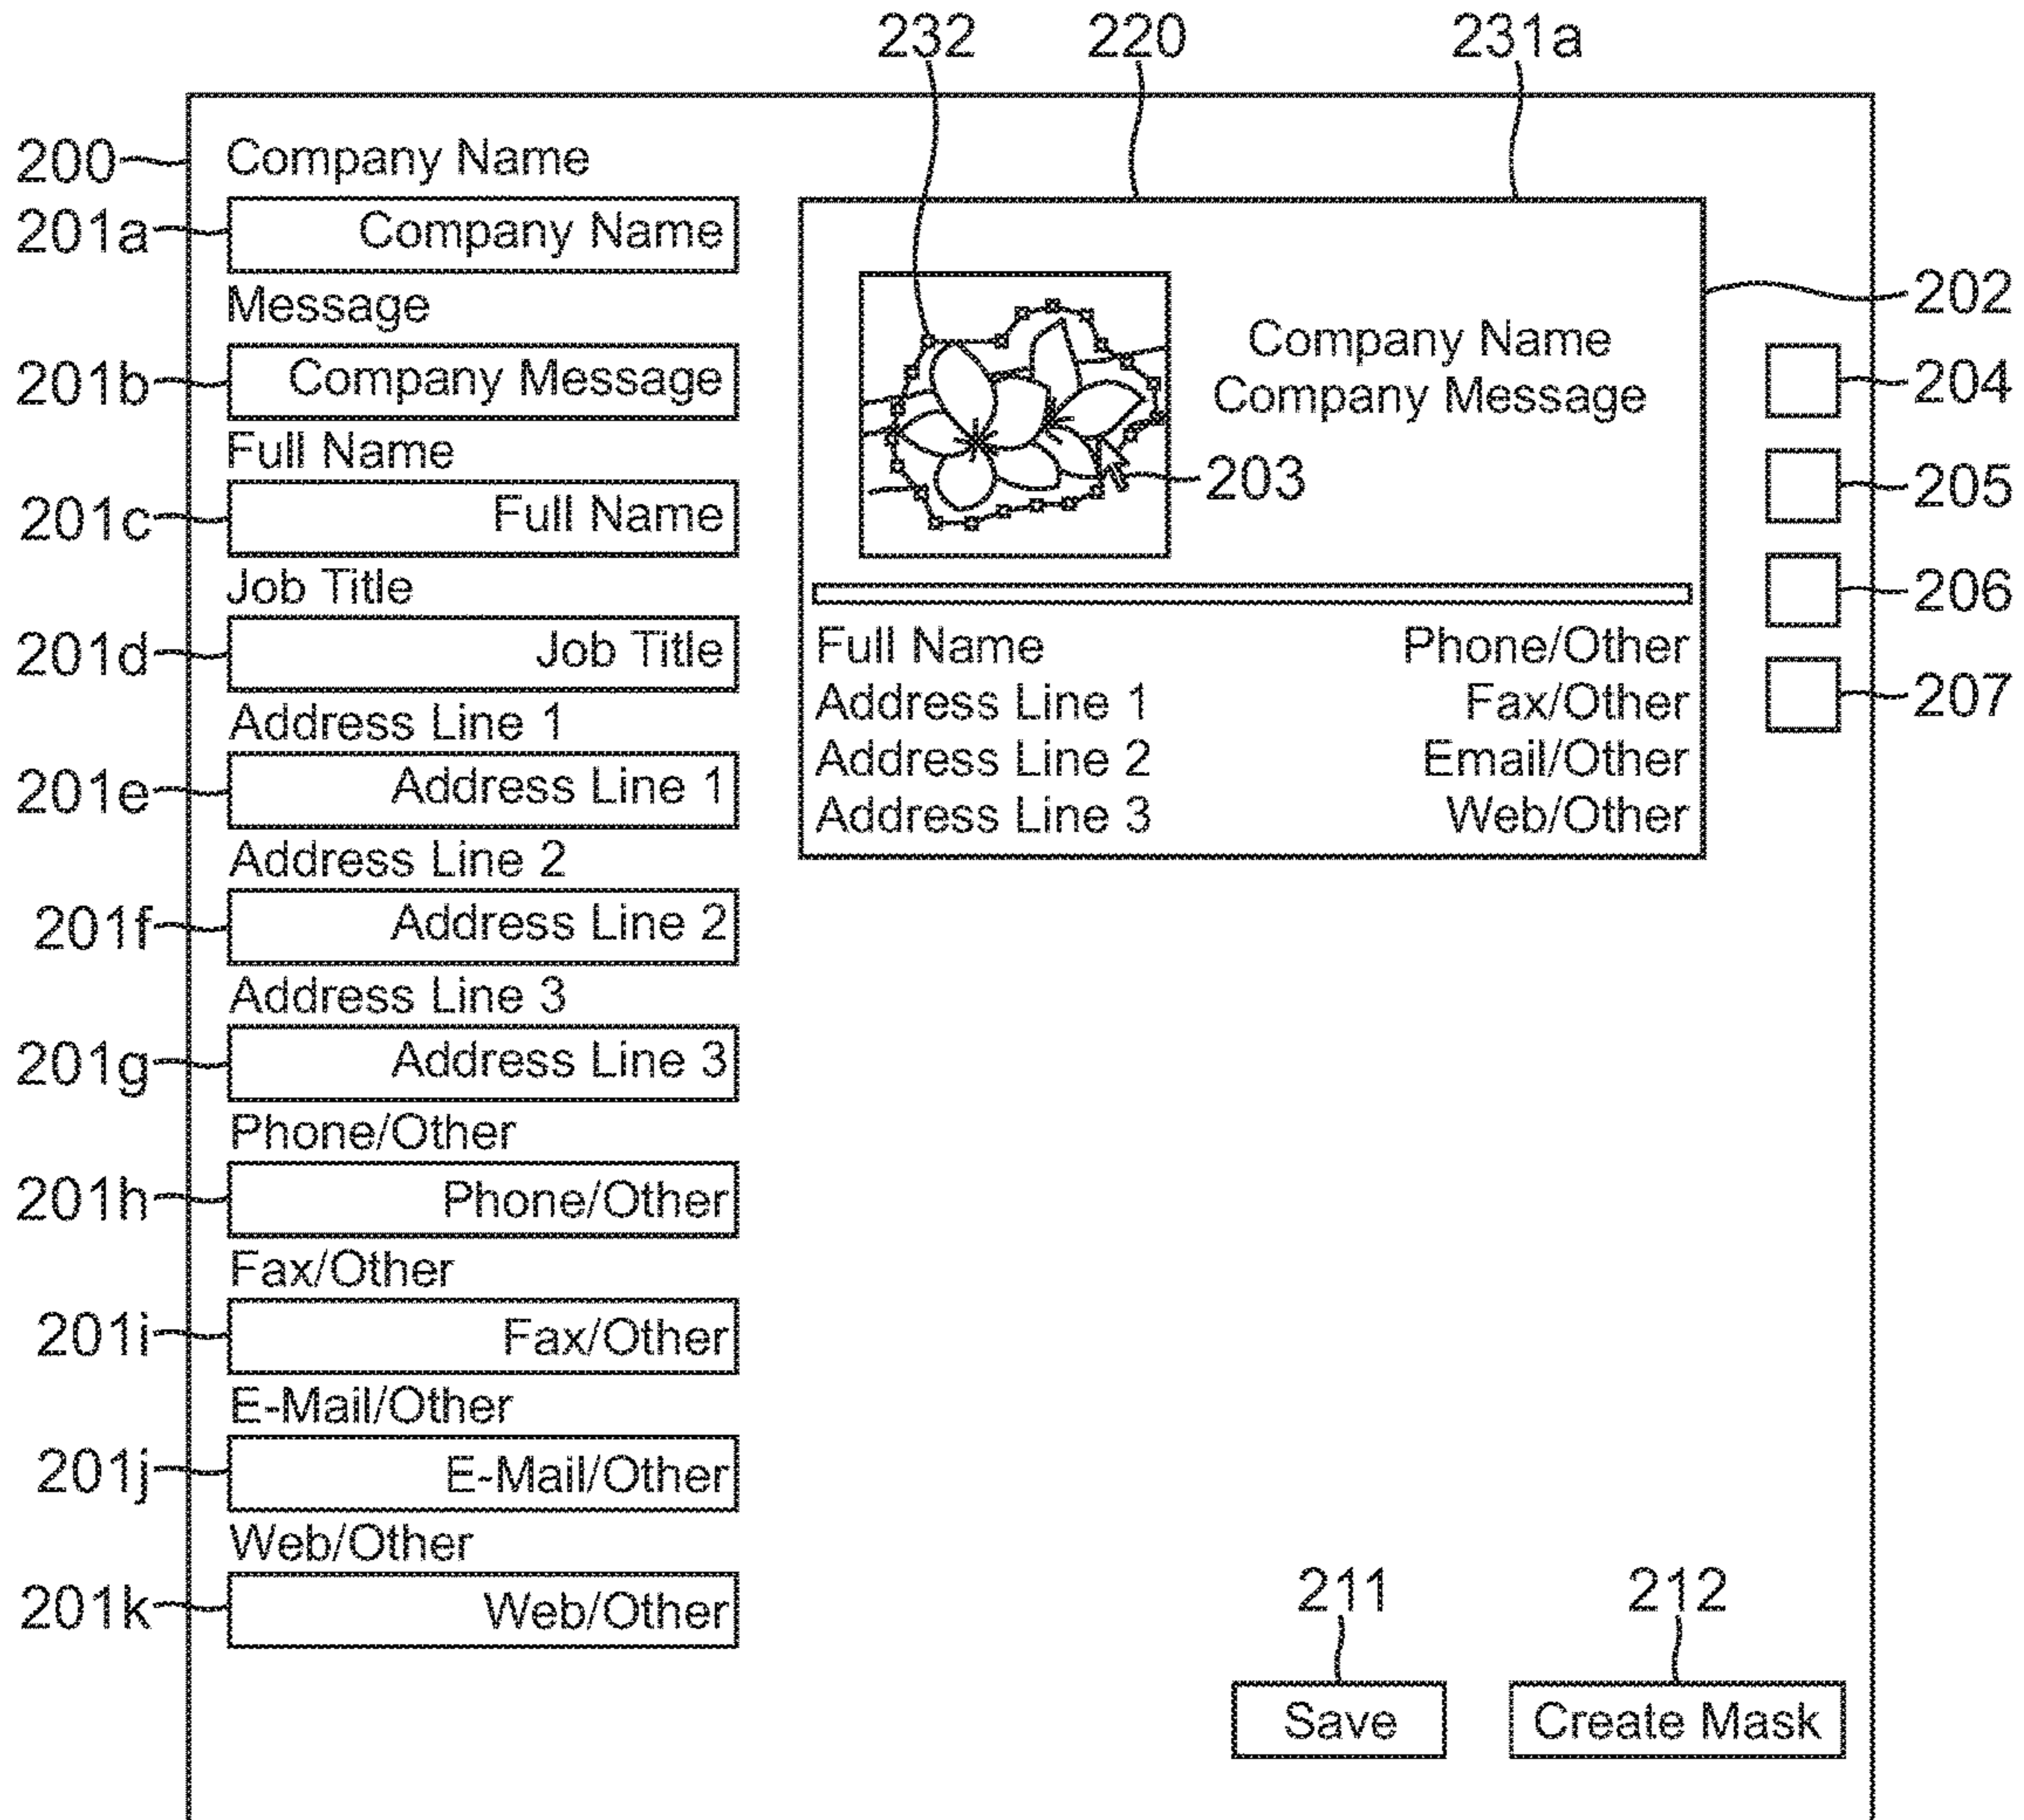 232 220 231a
200 Company Name
201a Company Name
Message
201b Company Message
Full Name
201c Full Name
Job Title
201d Job Title
Address Line 1
201e Address Line 1
Address Line 2
201f Address Line 2
Address Line 3
201g Address Line 3
Phone/Other
201h Phone/Other
Fax/Other
201i Fax/Other
E-Mail/Other
201j E-Mail/Other
Web/Other
201k Web/Other
Company Name
Company Message
203
Full Name Phone/Other
Address Line 1 Fax/Other
Address Line 2 Email/Other
Address Line 3 Web/Other
202
204
205
206
207
211 212
Save Create Mask